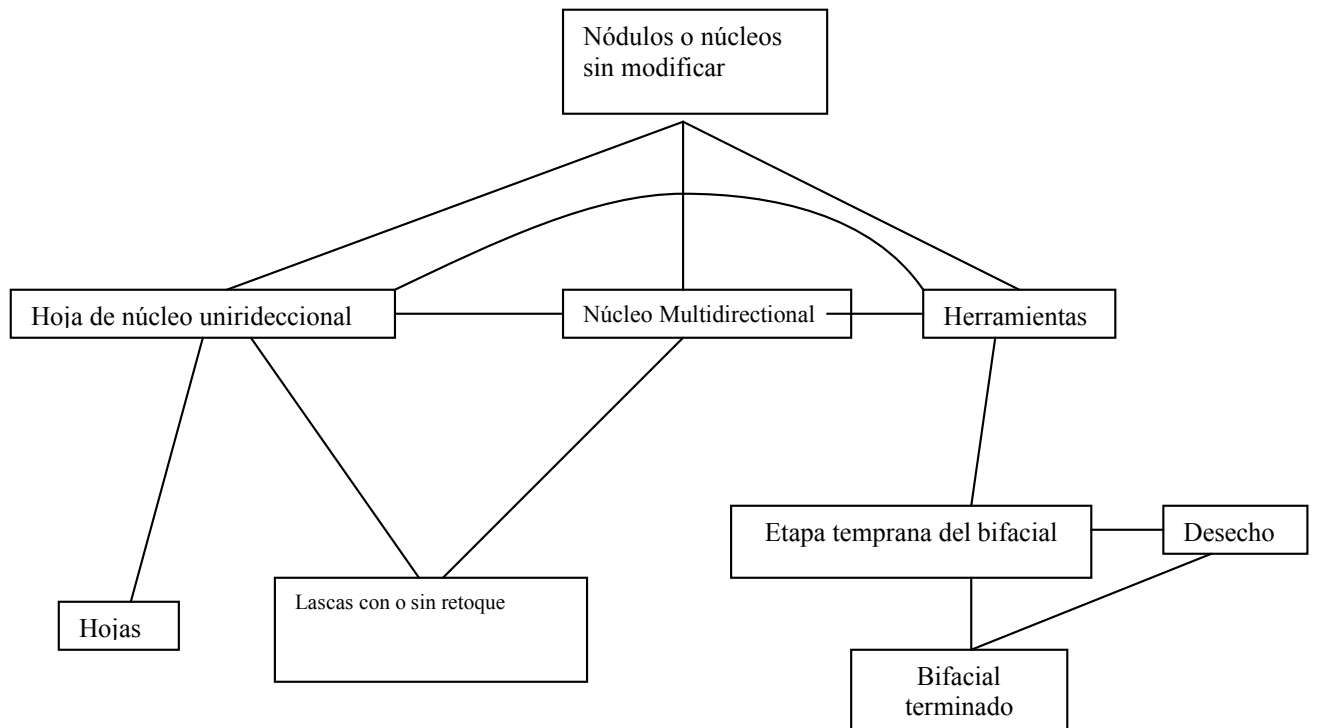 Nódulos o núcleos
sin modificar
Hoja de núcleo unirideccional
Núcleo Multidirectional
Herramientas
Etapa temprana del bifacial
Desecho
Lascas con o sin retoque
Hojas
Bifacial
terminado